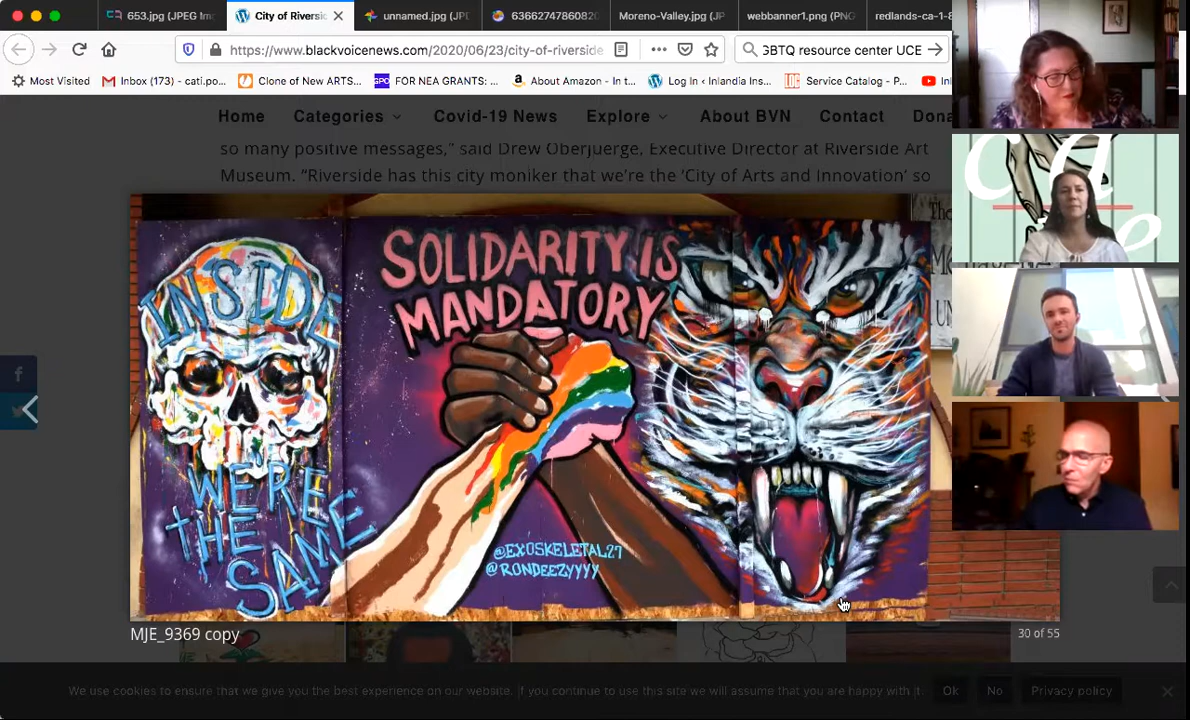 653.jpg (JPEG Ima
City of Riversid
unnamed.jpg (JPE
63662747860820
Moreno-Valley.jpg (JP
webbanner1.png (PNG
redlands-ca-1-8
https://www.blackvoicenews.com/2020/06/23/city-of-riverside
GBTQ resource center UCE
Most Visited
Inbox (173) - cati.po...
Clone of New ARTS...
FOR NEA GRANTS: ...
About Amazon - In t...
Log In ‹ Inlandia Ins...
Service Catalog - P...
Home
Categories
Covid-19 News
Explore
About BVN
Contact
Dona
so many positive messages,” said Drew Oberjuerge, Executive Director at Riverside Art
Museum. “Riverside has this city moniker that we’re the ‘City of Arts and Innovation’ so
INSIDE
WE'RE
THE
SAME
SOLIDARITY IS
MANDATORY
@EXOSKELETAL27
@RONDEEZYYYY
MJE_9369 copy
30 of 55
We use cookies to ensure that we give you the best experience on our website. If you continue to use this site we will assume that you are happy with it.
Ok
No
Privacy policy